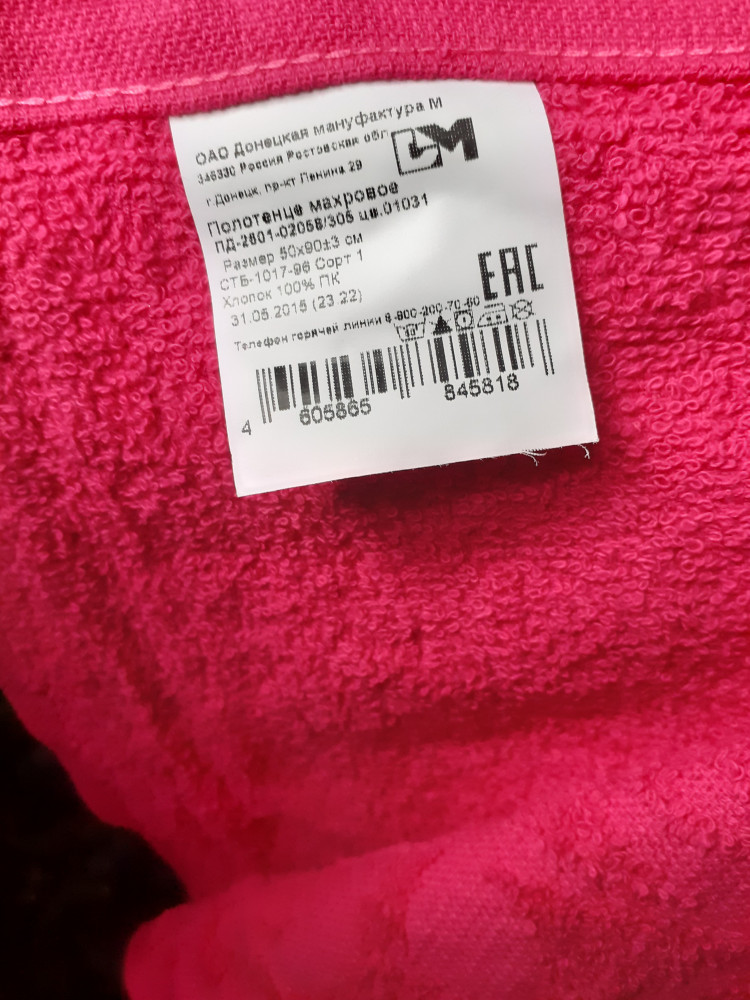 ОАО Донецкая мануфактура М
346330 Россия Ростовская обл
г.Донецк, пр-кт Ленина 29
Полотенце махровое
ПД-2601-02058/305 цв.01031
Размер 50х90±3 см
СТБ-1017-96 Сорт 1
Хлопок 100% ПК
31.05.2015 (23.22)
EAC
Телефон горячей линии 8-800-200-70-60
4 605865 845818